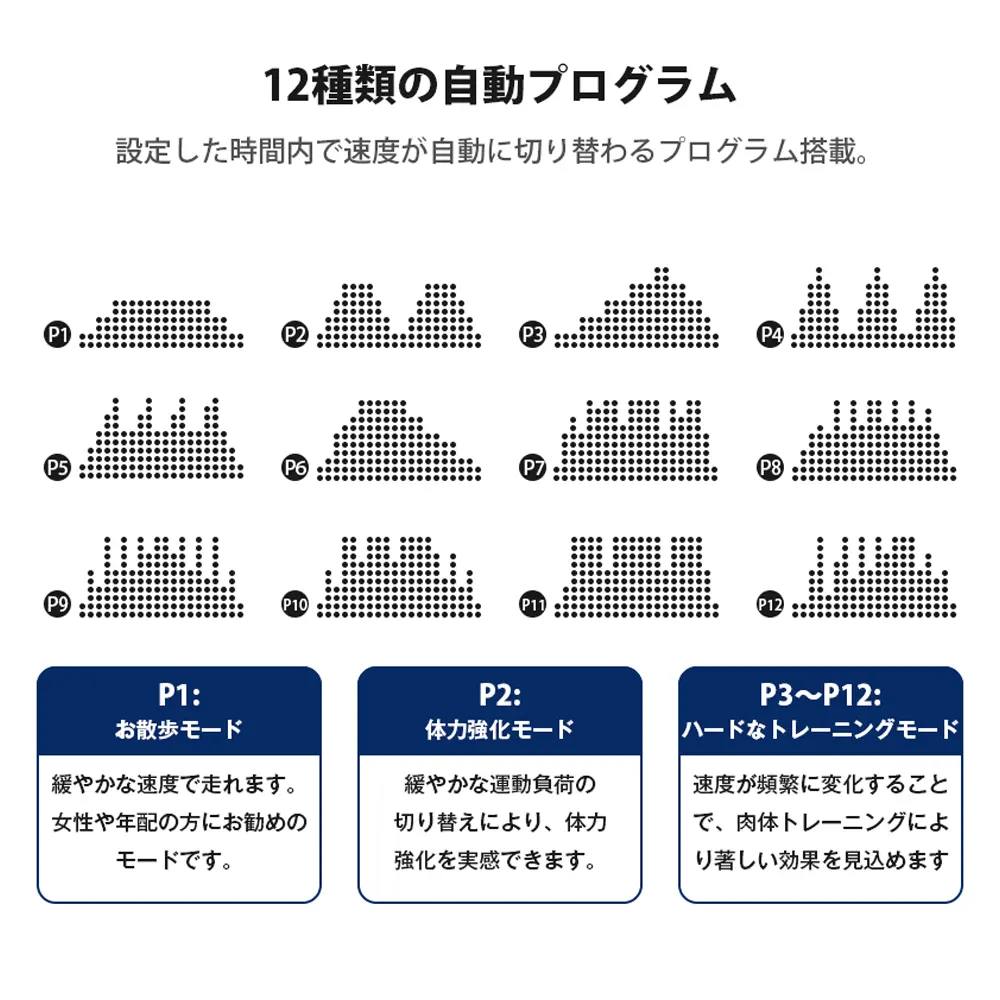 12種類の自動プログラム
設定した時間内で速度が自動に切り替わるプログラム搭載。
P1 P2 P3 P4
P5 P6 P7 P8
P9 P10 P11 P12
P1:
お散歩モード
緩やかな速度で走れます。
女性や年配の方にお勧めの
モードです。
P2:
体力強化モード
緩やかな運動負荷の
切り替えにより、体力
強化を実感できます。
P3〜P12:
ハードなトレーニングモード
速度が頻繁に変化すること
で、肉体トレーニングによ
り著しい効果を見込めます